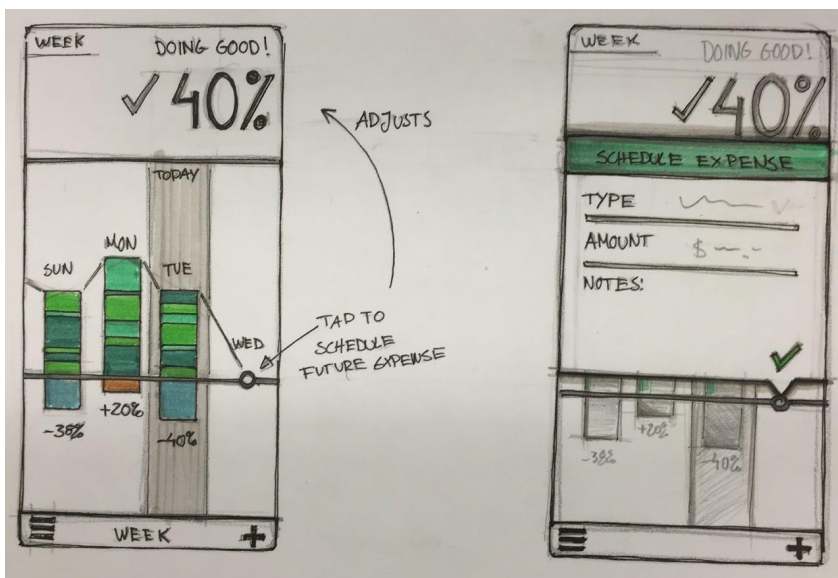 WEEK
DOING GOOD!
✓ 40%
ADJUSTS
TODAY
SUN
MON
TUE
WED
TAP TO
SCHEDULE
FUTURE EXPENSE
-38%
+20%
-40%
WEEK
+
WEEK
DOING GOOD!
✓ 40%
SCHEDULE EXPENSE
TYPE
AMOUNT $
NOTES:
-38%
+20%
-40%
+